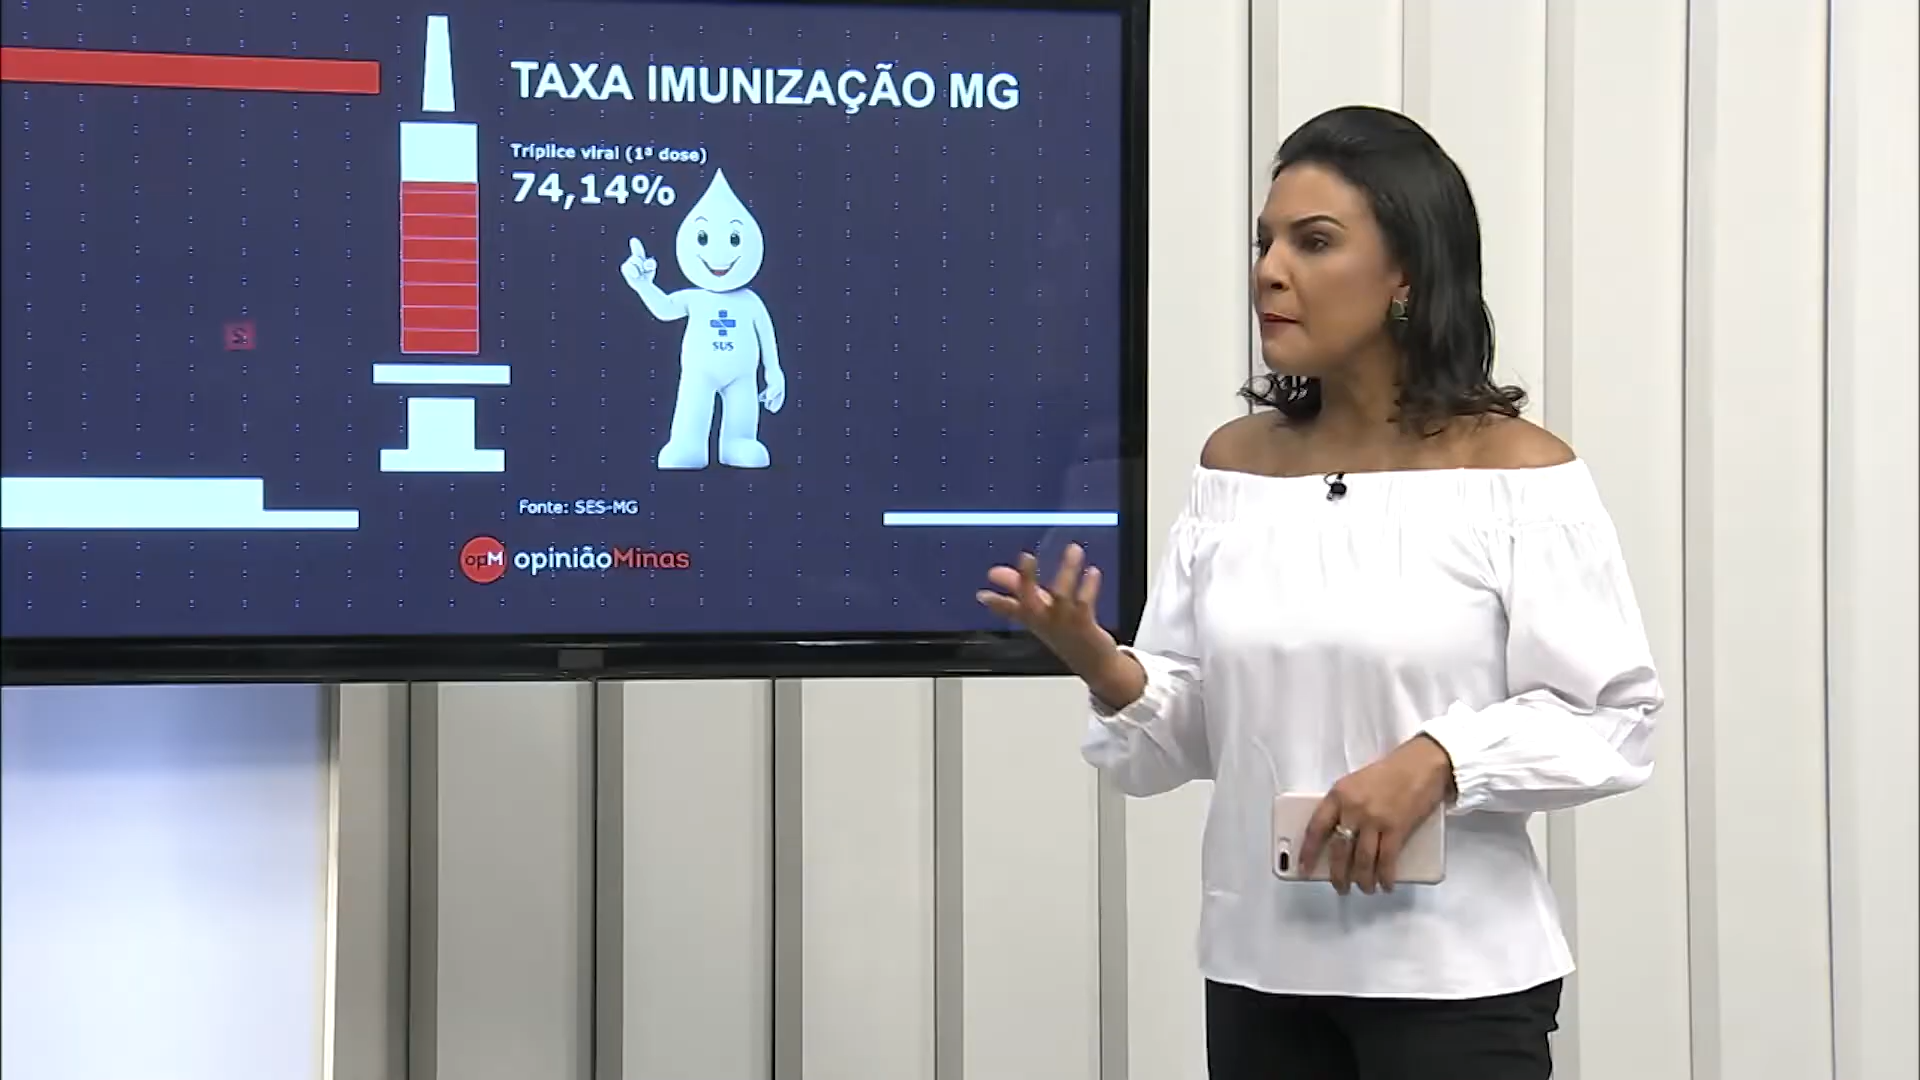 TAXA IMUNIZAÇÃO MG
Tríplice viral (1ª dose)
74,14%
SUS
S
Fonte: SES-MG
opM opiniãoMinas